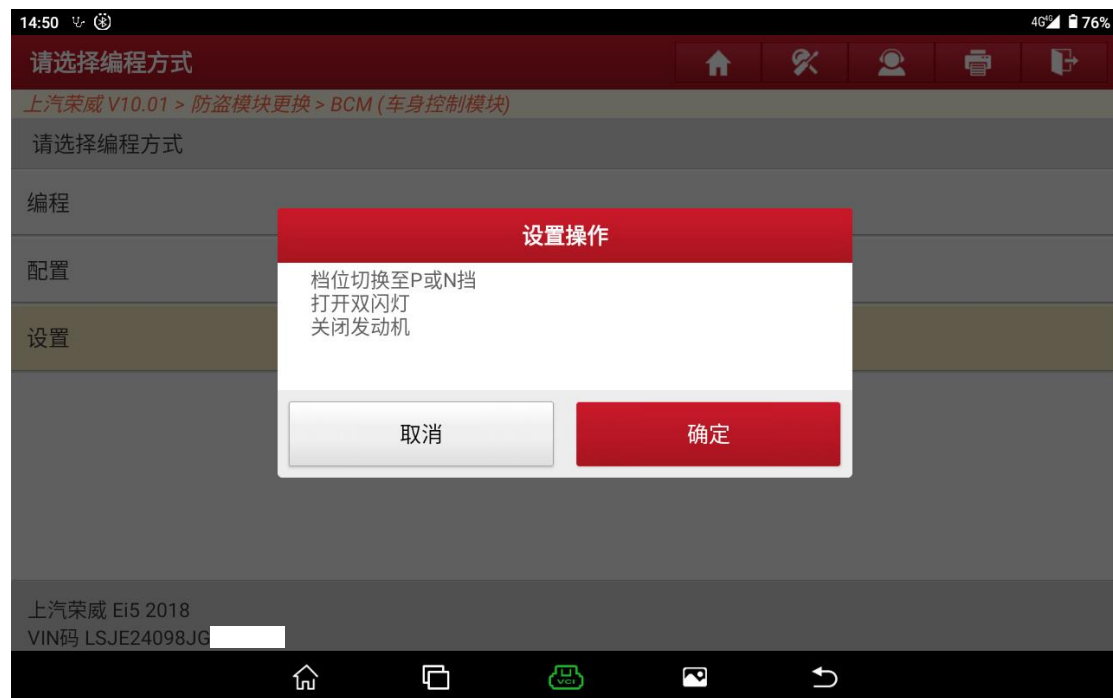 14:50
4G 4G 76%
请选择编程方式
上汽荣威 V10.01 > 防盗模块更换 > BCM (车身控制模块)
请选择编程方式
编程
配置
设置
设置操作
档位切换至P或N挡
打开双闪灯
关闭发动机
取消
确定
上汽荣威 Ei5 2018
VIN码 LSJE24098JG
VCI